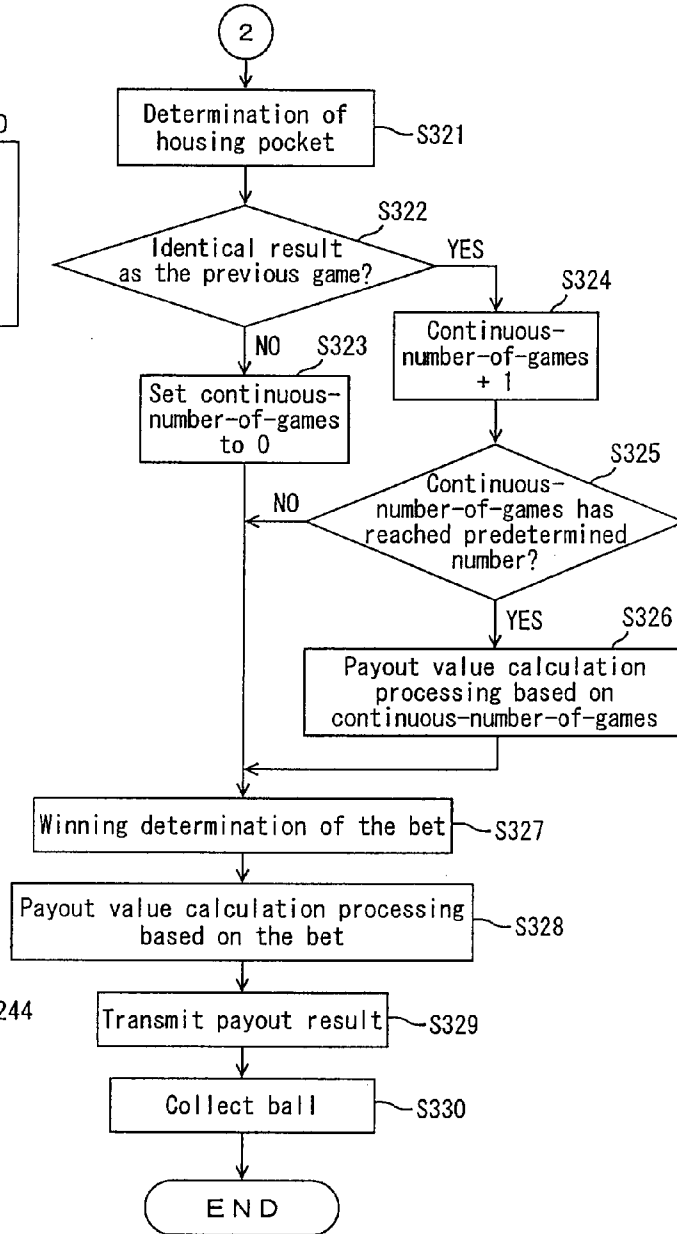 2
Determination of
housing pocket
S321
D
S322
Identical result
as the previous game?
YES
S324
NO
S323
Continuous-
number-of-games
+ 1
Set continuous-
number-of-games
to 0
S325
Continuous-
number-of-games has
reached predetermined
number?
NO
YES
S326
Payout value calculation
processing based on
continuous-number-of-games
Winning determination of the bet
S327
Payout value calculation processing
based on the bet
S328
244
Transmit payout result
S329
Collect ball
S330
END